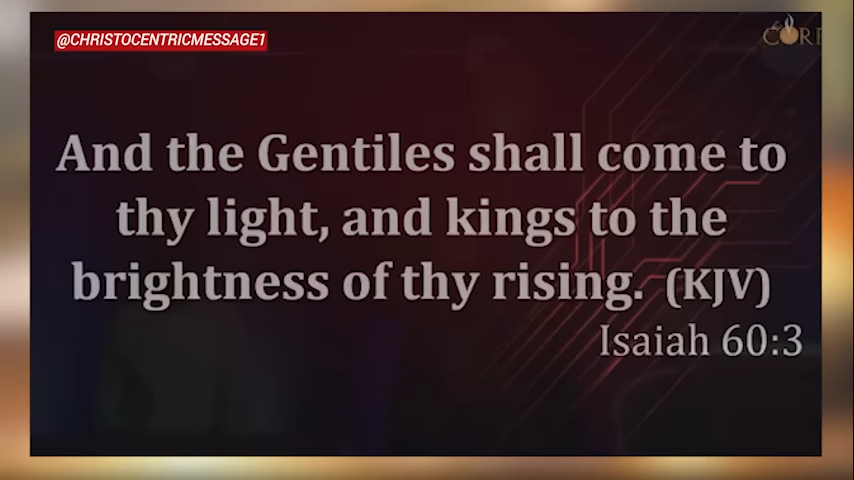 @CHRISTOCENTRICMESSAGE1
And the Gentiles shall come to
thy light, and kings to the
brightness of thy rising. (KJV)
Isaiah 60:3